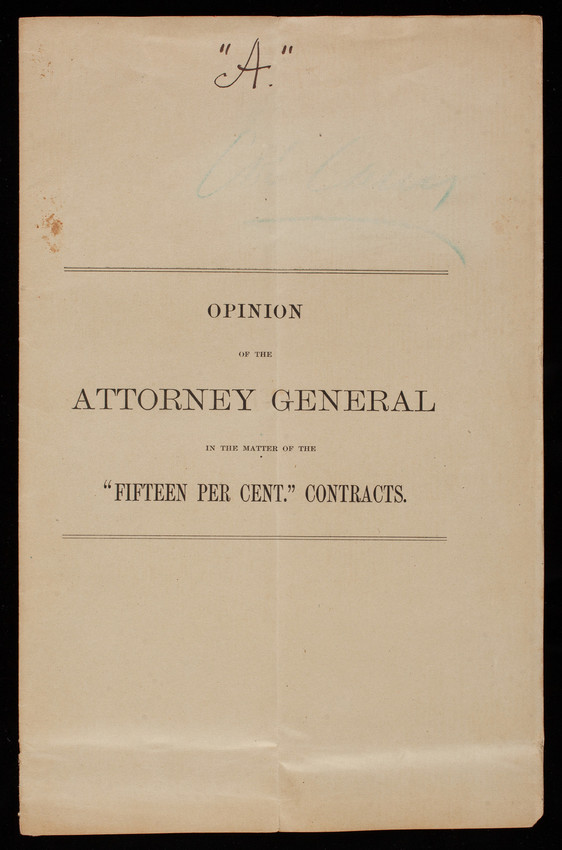 "A."
OPINION
OF THE
ATTORNEY GENERAL
IN THE MATTER OF THE
“FIFTEEN PER CENT.” CONTRACTS.